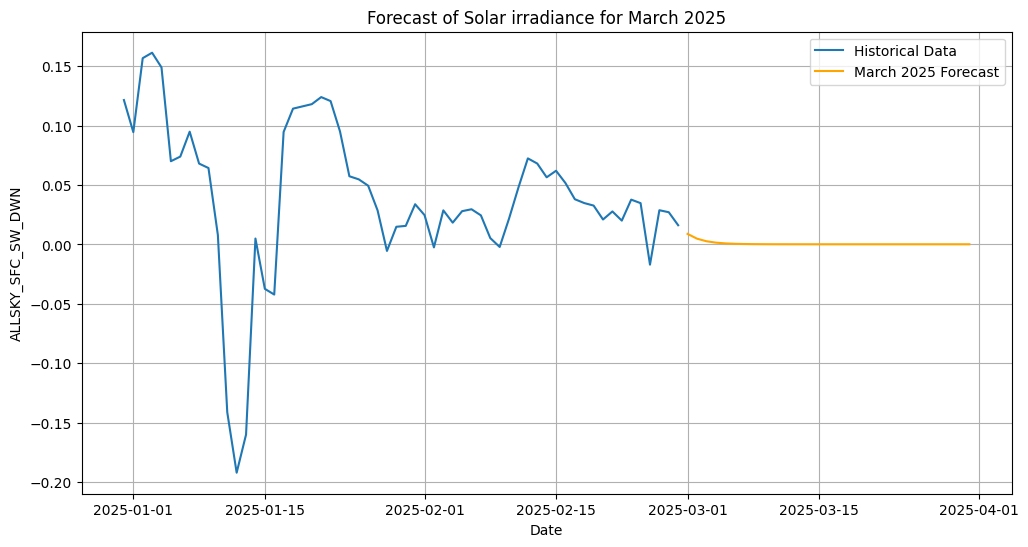 Forecast of Solar irradiance for March 2025
Historical Data
March 2025 Forecast
0.15
0.10
0.05
0.00
−0.05
−0.10
−0.15
−0.20
ALLSKY_SFC_SW_DWN
2025-01-01 2025-01-15 2025-02-01 2025-02-15 2025-03-01 2025-03-15 2025-04-01
Date